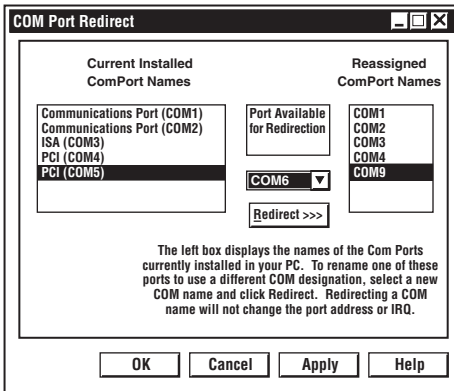 COM Port Redirect
Current Installed
ComPort Names
Reassigned
ComPort Names
Communications Port (COM1)
Communications Port (COM2)
ISA (COM3)
PCI (COM4)
PCI (COM5)
Port Available
for Redirection
COM6
Redirect >>>
COM1
COM2
COM3
COM4
COM9
The left box displays the names of the Com Ports
currently installed in your PC. To rename one of these
ports to use a different COM designation, select a new
COM name and click Redirect. Redirecting a COM
name will not change the port address or IRQ.
OK
Cancel
Apply
Help